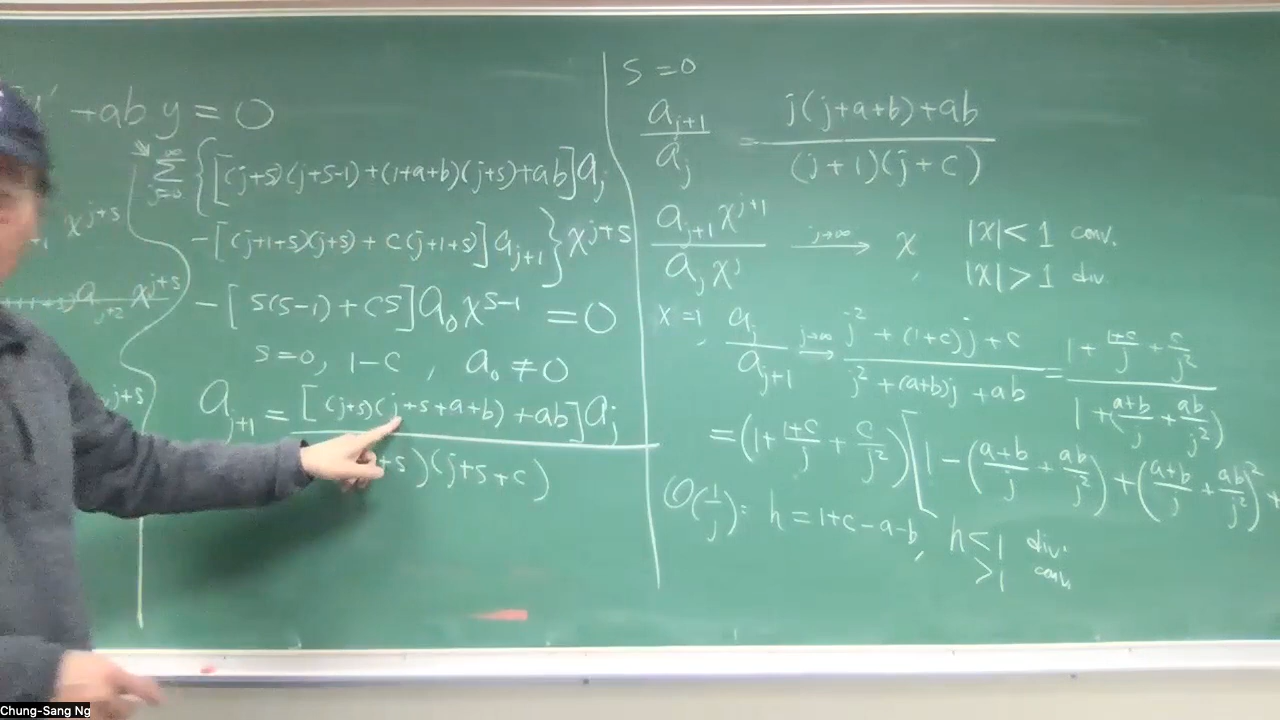 +ab y = 0
∑_{j=0}^{∞} {[(j+s)(j+s-1)+(1+a+b)(j+s)+ab]a_j
-[(j+1+s)(j+s) + c(j+1+s)]a_{j+1}} x^{j+s}
-[s(s-1)+cs]a_0 x^{s-1} = 0
s=0, 1-c, a_0 ≠ 0
a_{j+1} = [(j+s)(j+s+a+b)+ab]a_j
+s)(j+s+c)
x^{j+s}
a_{j+2} x^{j+s}
j+s
s=0
a_{j+1}/a_j = (j(j+a+b)+ab)/((j+1)(j+c))
a_{j+1}x^{j+1}/a_j x^j →^{j→∞} x, |x|<1 conv.
|x|>1 div.
x=1, a_j/a_{j+1} →^{j→∞} (j^2+(1+c)j+c)/(j^2+(a+b)j+ab) = (1+(1+c)/j+c/j^2)/(1+(a+b)/j+ab/j^2)
=(1+(1+c)/j+c/j^2)[1-((a+b)/j+ab/j^2)+((a+b)/j+ab/j^2)^2+
O(1/j): h=1+c-a-b, h<1 div.
>1 conv.
Chung-Sang Ng